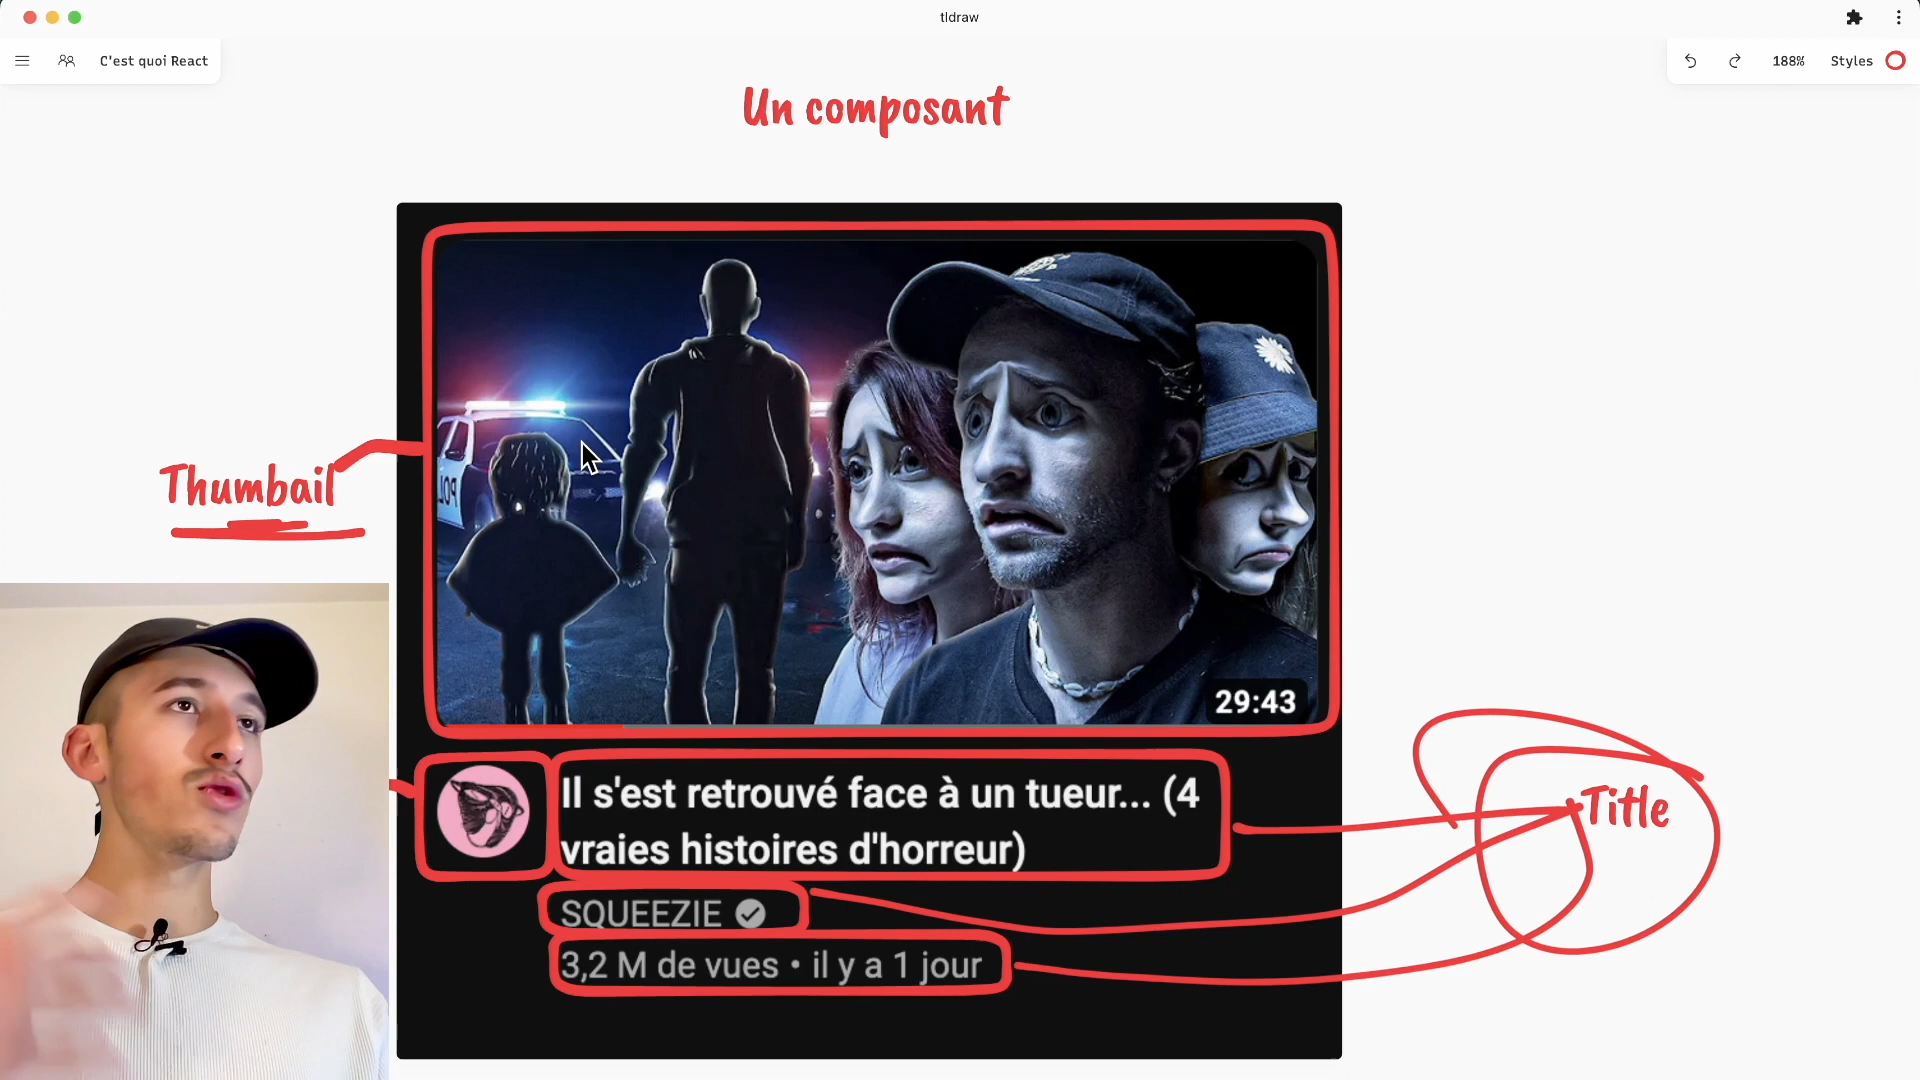 tldraw
C'est quoi React
188%
Styles
Un composant
Thumbail
29:43
Il s'est retrouvé face à un tueur... (4
vraies histoires d'horreur)
Title
SQUEEZIE
3,2 M de vues • il y a 1 jour